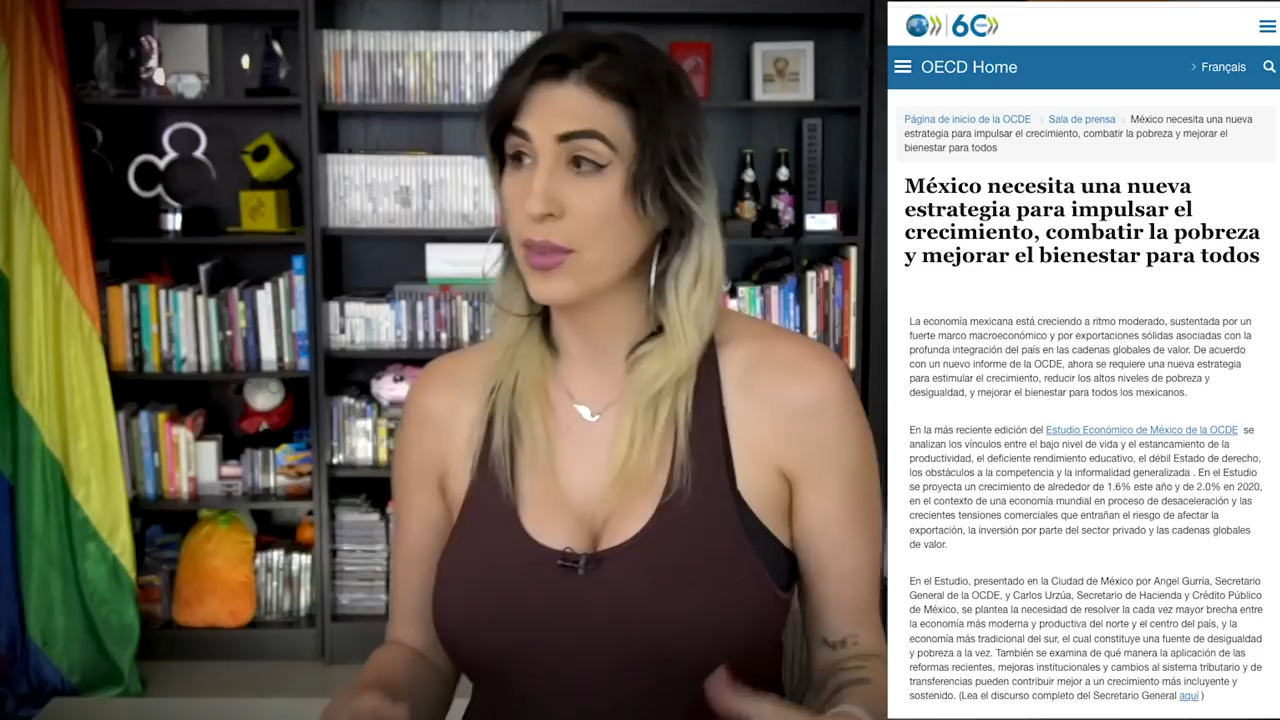 6C
OECD Home
Français
Página de inicio de la OCDE > Sala de prensa > México necesita una nueva
estrategia para impulsar el crecimiento, combatir la pobreza y mejorar el
bienestar para todos
México necesita una nueva
estrategia para impulsar el
crecimiento, combatir la pobreza
y mejorar el bienestar para todos
La economía mexicana está creciendo a ritmo moderado, sustentada por un
fuerte marco macroeconómico y por exportaciones sólidas asociadas con la
profunda integración del país en las cadenas globales de valor. De acuerdo
con un nuevo informe de la OCDE, ahora se requiere una nueva estrategia
para estimular el crecimiento, reducir los altos niveles de pobreza y
desigualdad, y mejorar el bienestar para todos los mexicanos.
En la más reciente edición del Estudio Económico de México de la OCDE se
analizan los vínculos entre el bajo nivel de vida y el estancamiento de la
productividad, el deficiente rendimiento educativo, el débil Estado de derecho,
los obstáculos a la competencia y la informalidad generalizada . En el Estudio
se proyecta un crecimiento de alrededor de 1.6% este año y de 2.0% en 2020,
en el contexto de una economía mundial en proceso de desaceleración y las
crecientes tensiones comerciales que entrañan el riesgo de afectar la
exportación, la inversión por parte del sector privado y las cadenas globales
de valor.
En el Estudio, presentado en la Ciudad de México por Angel Gurría, Secretario
General de la OCDE, y Carlos Urzúa, Secretario de Hacienda y Crédito Público
de México, se plantea la necesidad de resolver la cada vez mayor brecha entre
la economía más moderna y productiva del norte y el centro del país, y la
economía más tradicional del sur, el cual constituye una fuente de desigualdad
y pobreza a la vez. También se examina de qué manera la aplicación de las
reformas recientes, mejoras institucionales y cambios al sistema tributario y de
transferencias pueden contribuir mejor a un crecimiento más incluyente y
sostenido. (Lea el discurso completo del Secretario General aquí )